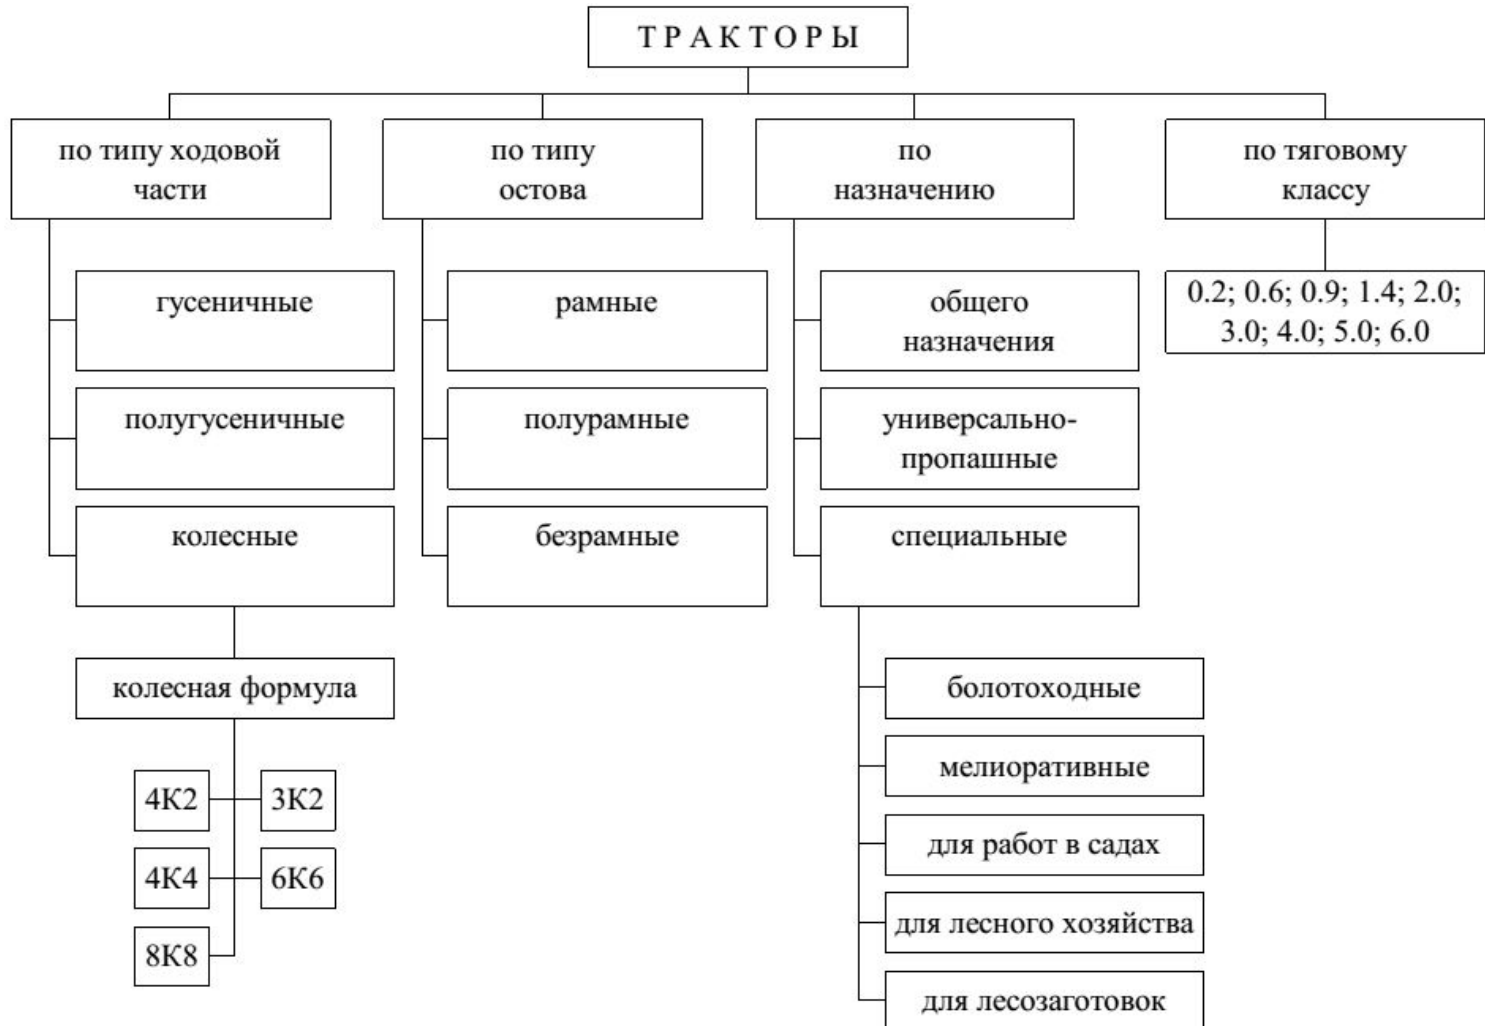 Т Р А К Т О Р Ы
по типу ходовой
части
по типу
остова
по
назначению
по тяговому
классу
гусеничные
полугусеничные
колесные
колесная формула
4К2
3К2
4К4
6К6
8К8
рамные
полурамные
безрамные
общего
назначения
универсально-
пропашные
специальные
болотоходные
мелиоративные
для работ в садах
для лесного хозяйства
для лесозаготовок
0.2; 0.6; 0.9; 1.4; 2.0;
3.0; 4.0; 5.0; 6.0